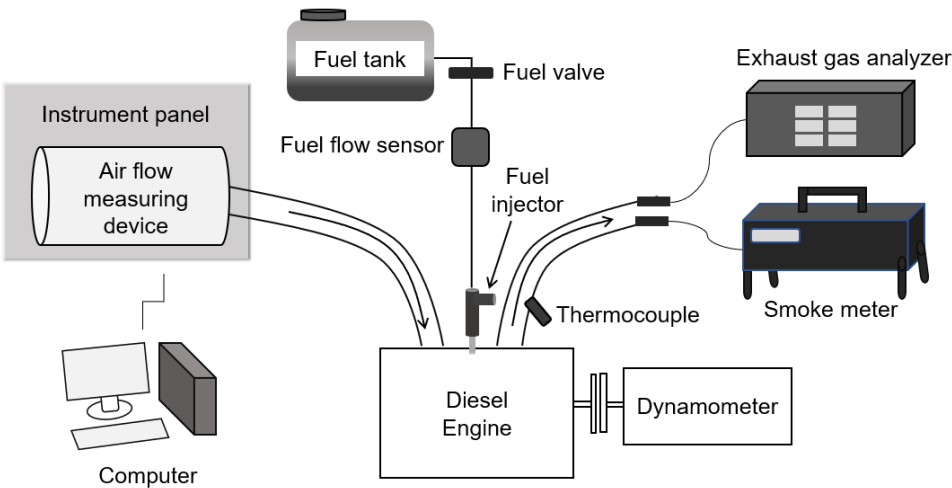 Fuel tank
Fuel valve
Exhaust gas analyzer
Instrument panel
Air flow
measuring
device
Fuel flow sensor
Fuel
injector
Thermocouple
Smoke meter
Diesel
Engine
Dynamometer
Computer